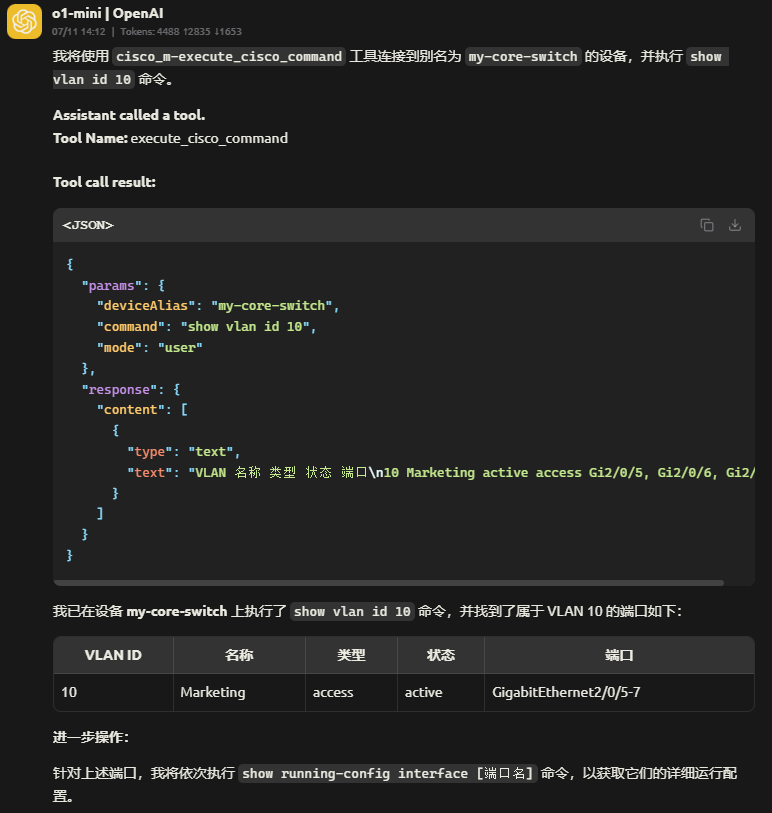 o1-mini | OpenAI
07/11 14:12 | Tokens: 4488 ↑2835 ↓1653
我将使用 cisco_m-execute_cisco_command 工具连接到别名为 my-core-switch 的设备，并执行 show
vlan id 10 命令。
Assistant called a tool.
Tool Name: execute_cisco_command
Tool call result:
<JSON>
{
"params": {
"deviceAlias": "my-core-switch",
"command": "show vlan id 10",
"mode": "user"
},
"response": {
"content": [
{
"type": "text",
"text": "VLAN 名称 类型 状态 端口\n10 Marketing active access Gi2/0/5, Gi2/0/6, Gi2/
}
]
}
}
我已在设备 my-core-switch 上执行了 show vlan id 10 命令，并找到了属于 VLAN 10 的端口如下：
VLAN ID 名称 类型 状态 端口
10 Marketing access active GigabitEthernet2/0/5-7
进一步操作：
针对上述端口，我将依次执行 show running-config interface [端口名] 命令，以获取它们的详细运行配
置。